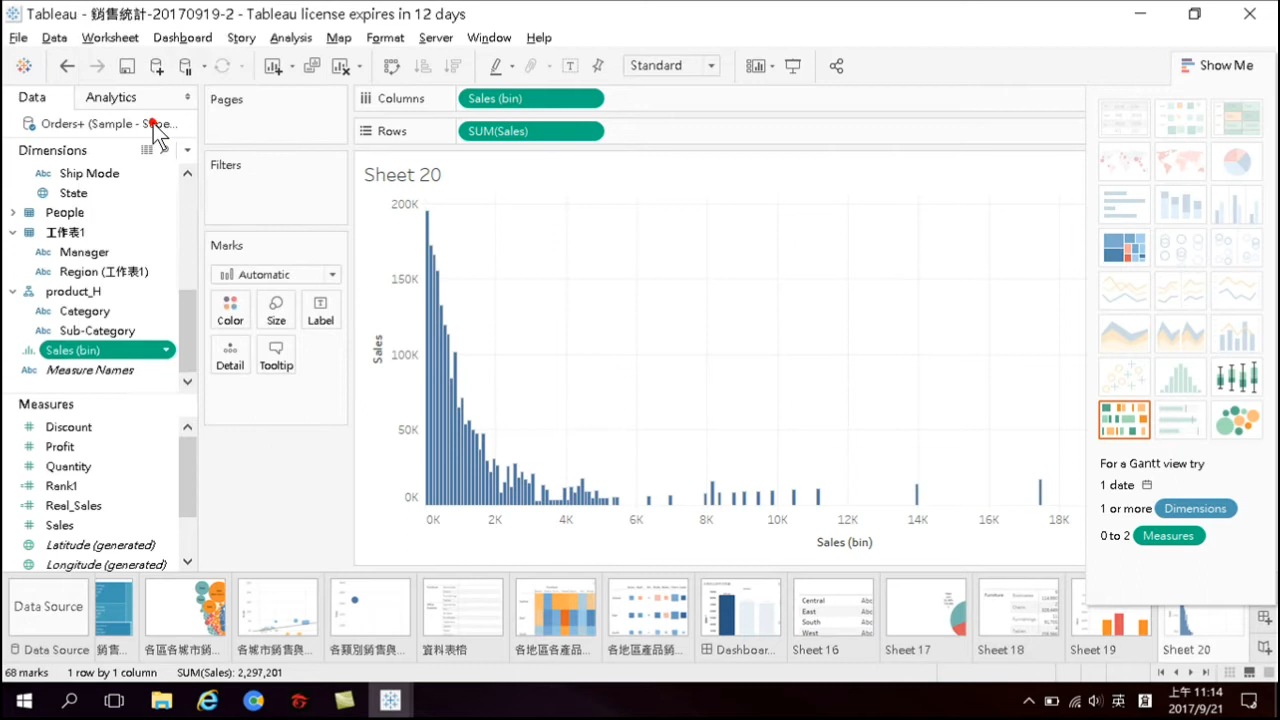 Tableau - 銷售統計-20170919-2 - Tableau license expires in 12 days
File Data Worksheet Dashboard Story Analysis Map Format Server Window Help
Standard
Show Me
Data Analytics
Orders+ (Sample - Supe...
Dimensions
Ship Mode
State
People
工作表1
Manager
Region (工作表1)
product_H
Category
Sub-Category
Sales (bin)
Measure Names
Measures
Discount
Profit
Quantity
Rank1
Real_Sales
Sales
Latitude (generated)
Longitude (generated)
Pages
Filters
Marks
Automatic
Color Size Label
Detail Tooltip
Columns Sales (bin)
Rows SUM(Sales)
Sheet 20
200K
150K
100K
50K
0K
Sales
0K 2K 4K 6K 8K 10K 12K 14K 16K 18K
Sales (bin)
For a Gantt view try
1 date
1 or more Dimensions
0 to 2 Measures
Data Source
Central Abc
East Abc
South Abc
West Abc
Furniture
Data Source 銷售... 各區各城市銷... 各城市銷售與... 各類別銷售與... 資料表格 各地區各產品... 各地區產品銷... Dashboar... Sheet 16 Sheet 17 Sheet 18 Sheet 19 Sheet 20
68 marks 1 row by 1 column SUM(Sales): 2,297,201
英
上午 11:14
2017/9/21